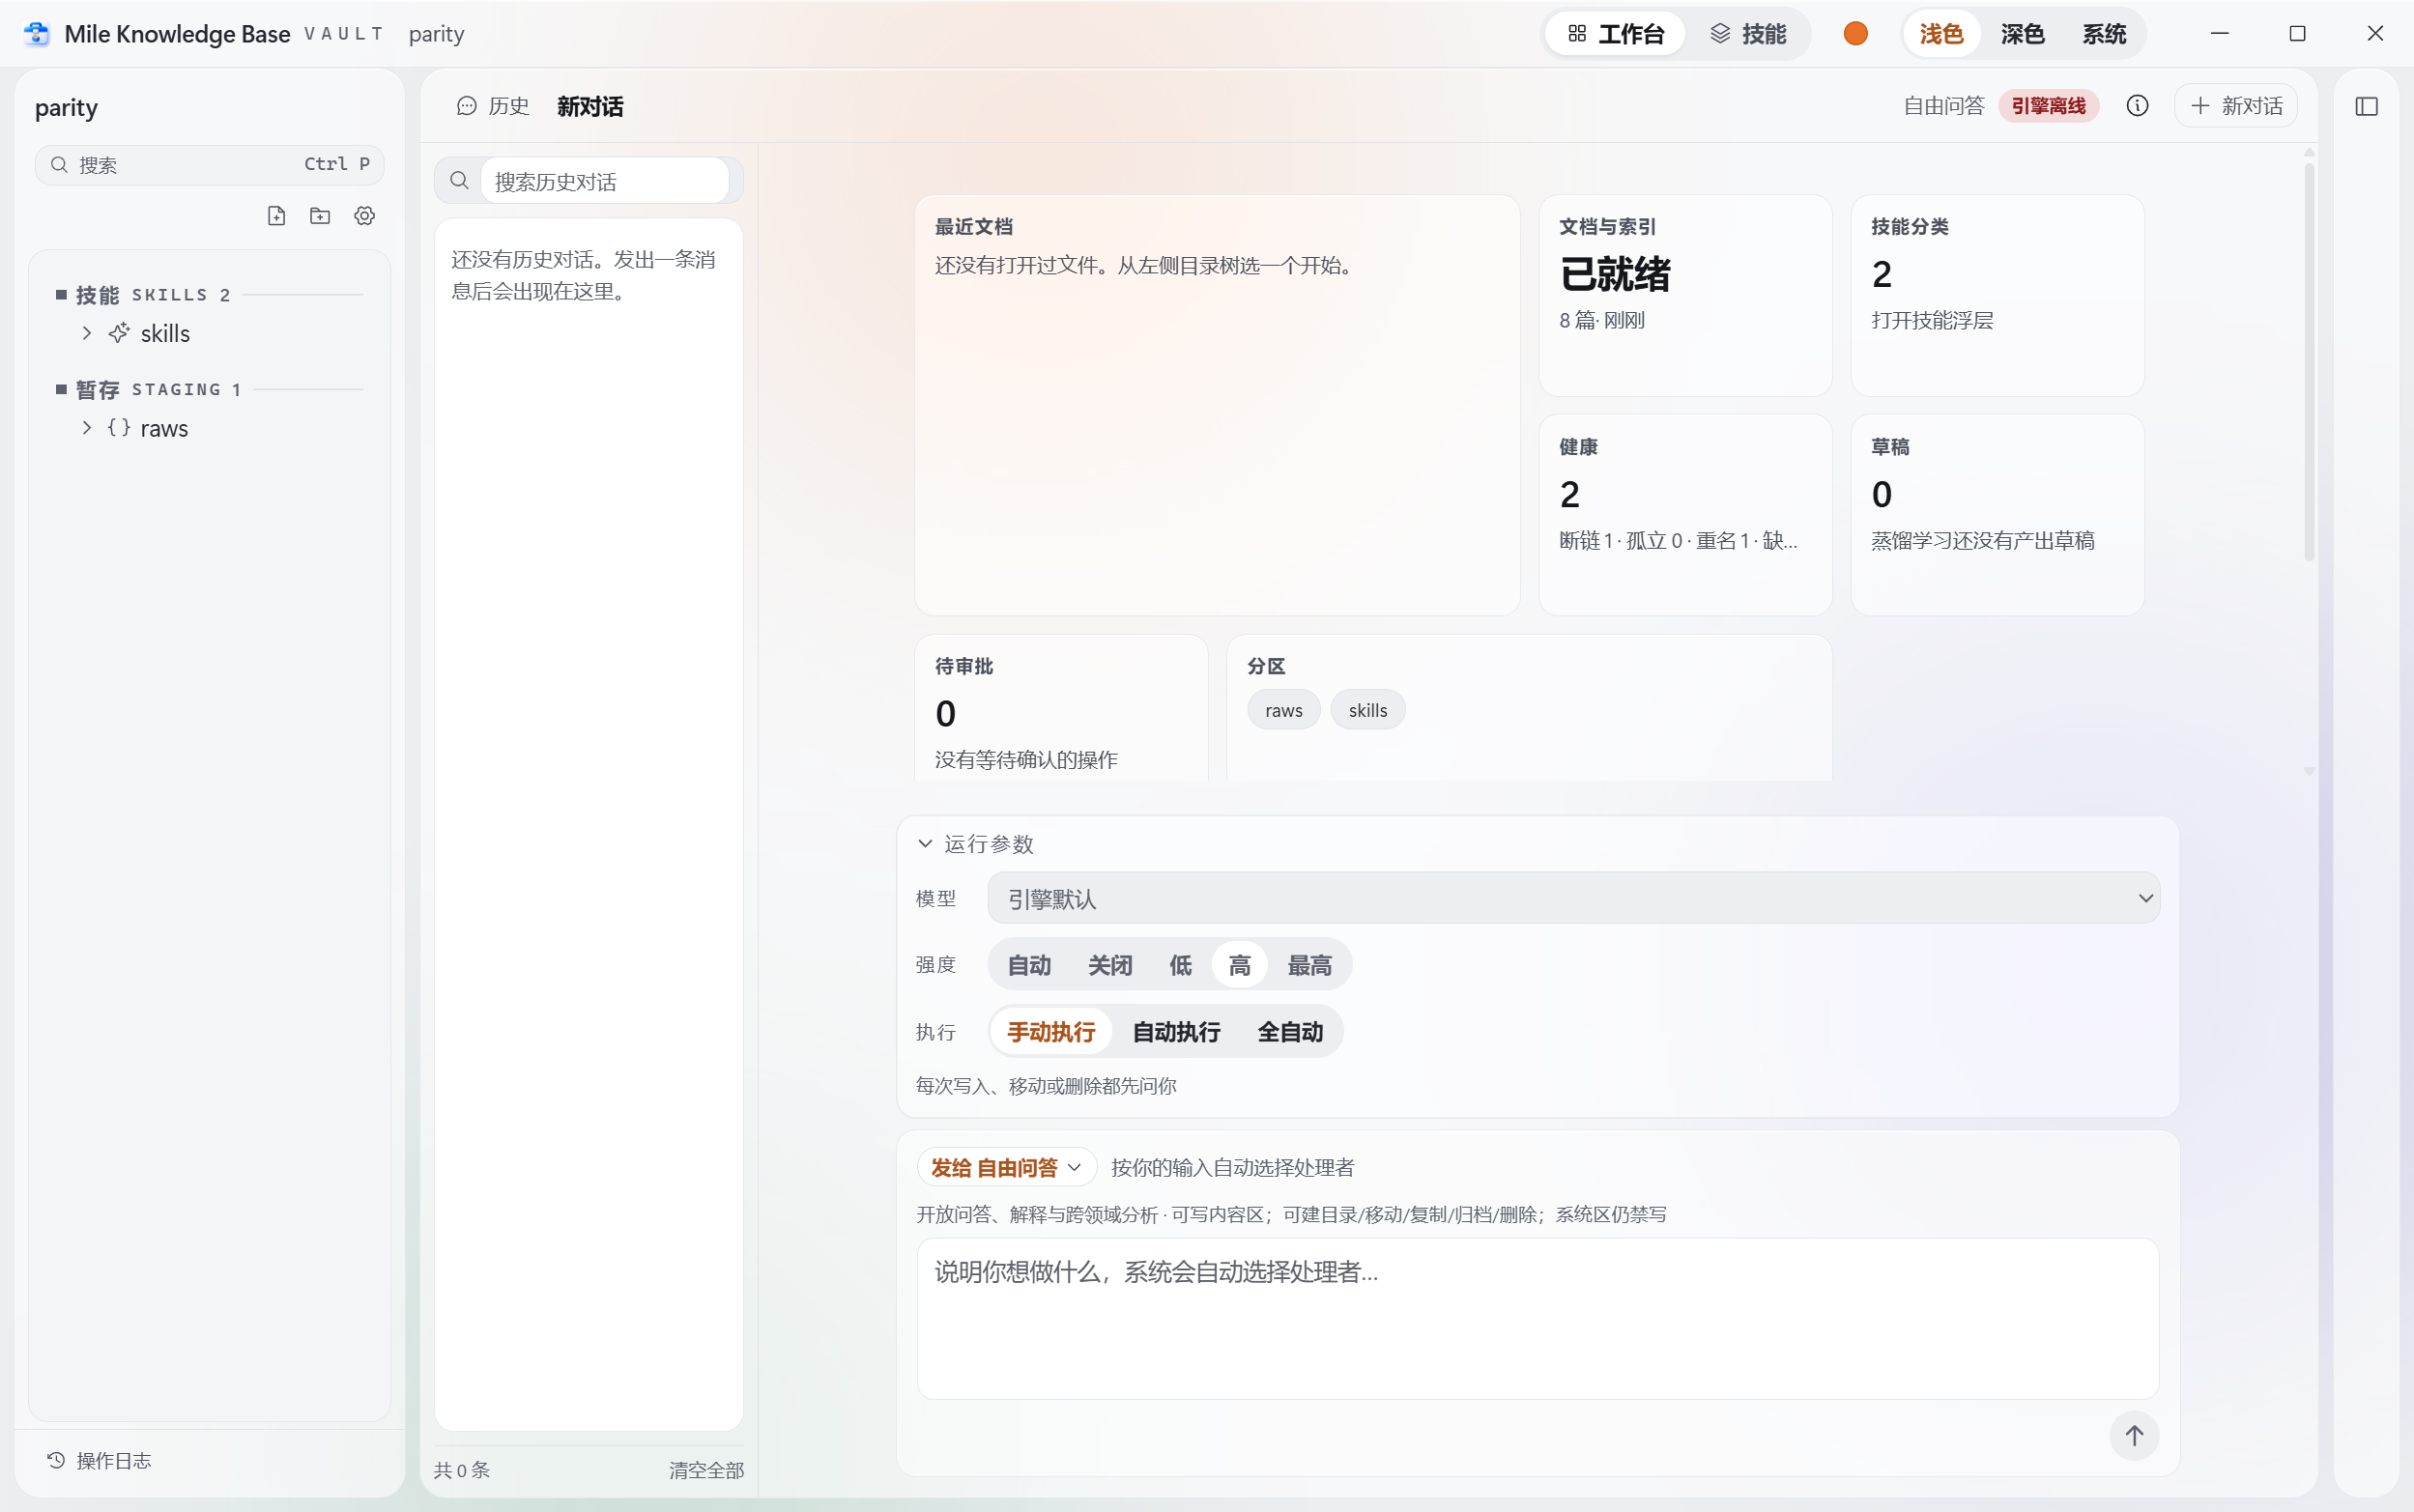 Mile Knowledge Base VAULT parity
工作台 技能 浅色 深色 系统
parity
搜索 Ctrl P
技能 SKILLS 2
skills
暂存 STAGING 1
{} raws
操作日志
历史 新对话
自由问答 引擎离线 新对话
搜索历史对话
还没有历史对话。发出一条消
息后会出现在这里。
共 0 条 清空全部
最近文档
还没有打开过文件。从左侧目录树选一个开始。
文档与索引
已就绪
8 篇· 刚刚
技能分类
2
打开技能浮层
健康
2
断链 1 · 孤立 0 · 重名 1 · 缺...
草稿
0
蒸馏学习还没有产出草稿
待审批
0
没有等待确认的操作
分区
raws skills
运行参数
模型 引擎默认
强度 自动 关闭 低 高 最高
执行 手动执行 自动执行 全自动
每次写入、移动或删除都先问你
发给 自由问答 按你的输入自动选择处理者
开放问答、解释与跨领域分析 · 可写内容区；可建目录/移动/复制/归档/删除；系统区仍禁写
说明你想做什么，系统会自动选择处理者...